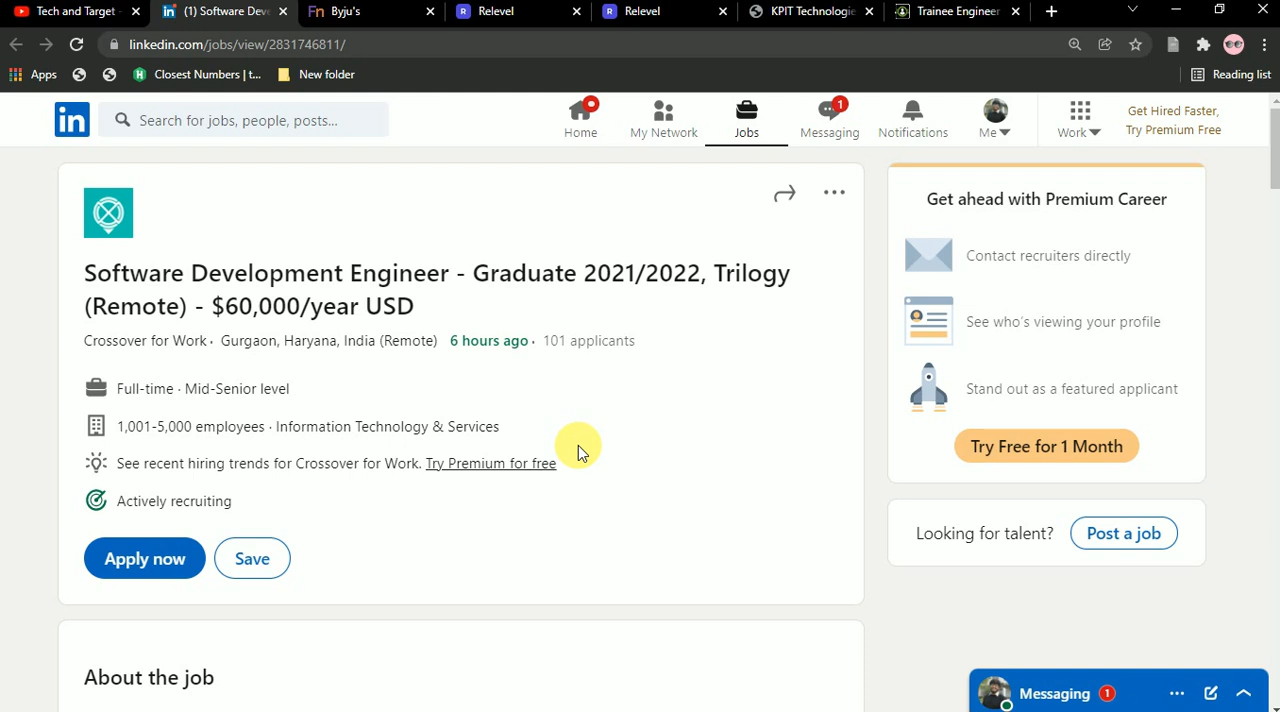 Tech and Target
(1) Software Deve
Byju's
Relevel
Relevel
KPIT Technologie
Trainee Engineer
linkedin.com/jobs/view/2831746811/
Apps
Closest Numbers | t...
New folder
Reading list
in
Search for jobs, people, posts...
Home
My Network
Jobs
1
Messaging
Notifications
Me
Work
Get Hired Faster,
Try Premium Free
Software Development Engineer - Graduate 2021/2022, Trilogy
(Remote) - $60,000/year USD
Crossover for Work · Gurgaon, Haryana, India (Remote) 6 hours ago · 101 applicants
Full-time · Mid-Senior level
1,001-5,000 employees · Information Technology & Services
See recent hiring trends for Crossover for Work. Try Premium for free
Actively recruiting
Apply now
Save
About the job
Get ahead with Premium Career
Contact recruiters directly
See who's viewing your profile
Stand out as a featured applicant
Try Free for 1 Month
Looking for talent?
Post a job
Messaging 1